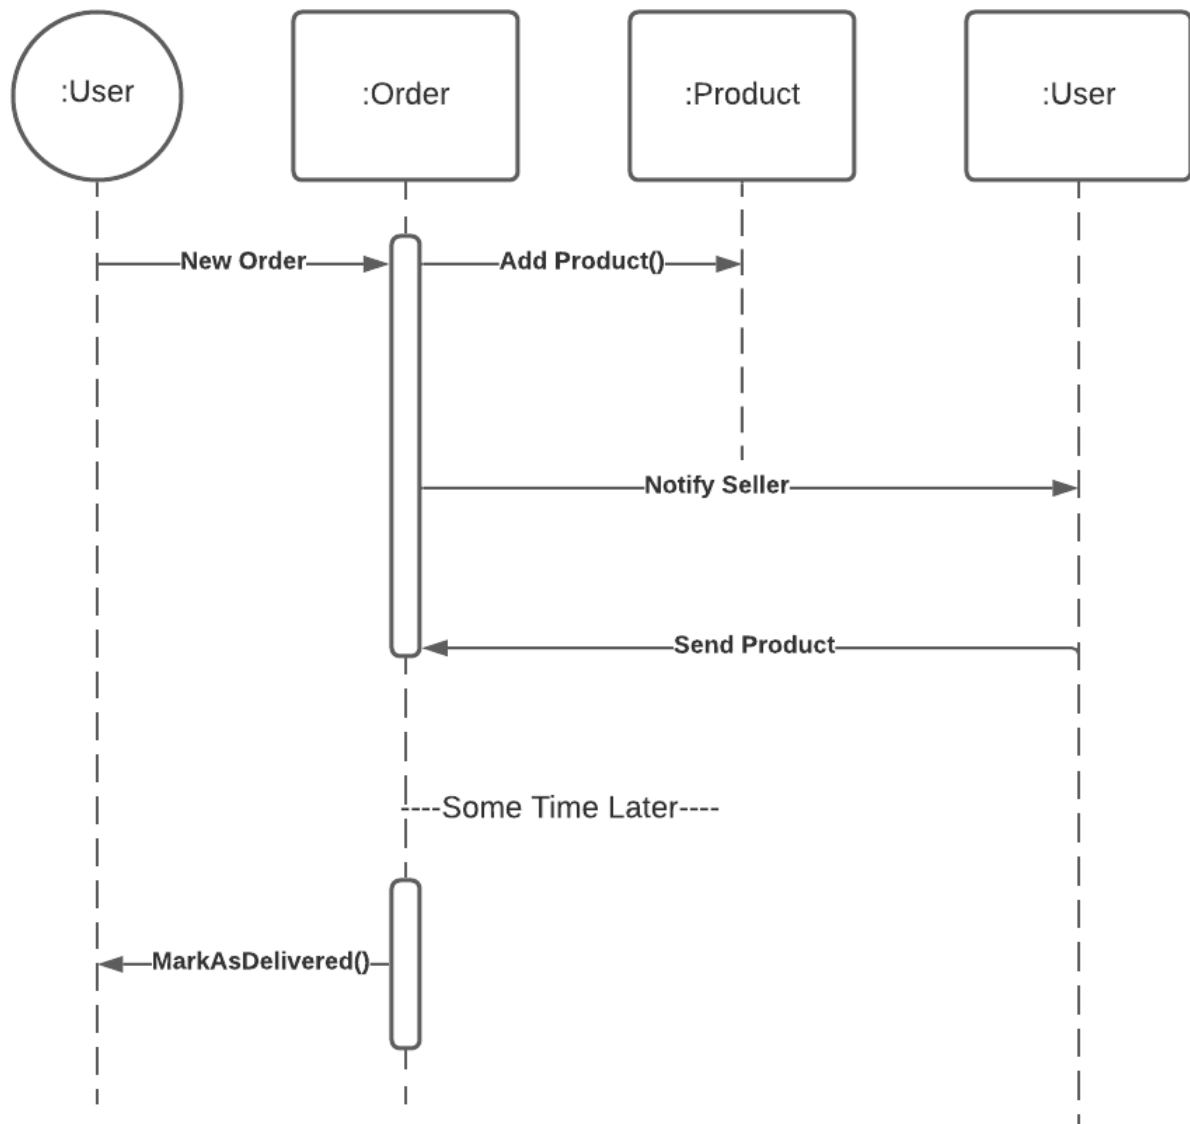 :User
:Order
:Product
:User
New Order
Add Product()
Notify Seller
Send Product
----Some Time Later----
MarkAsDelivered()